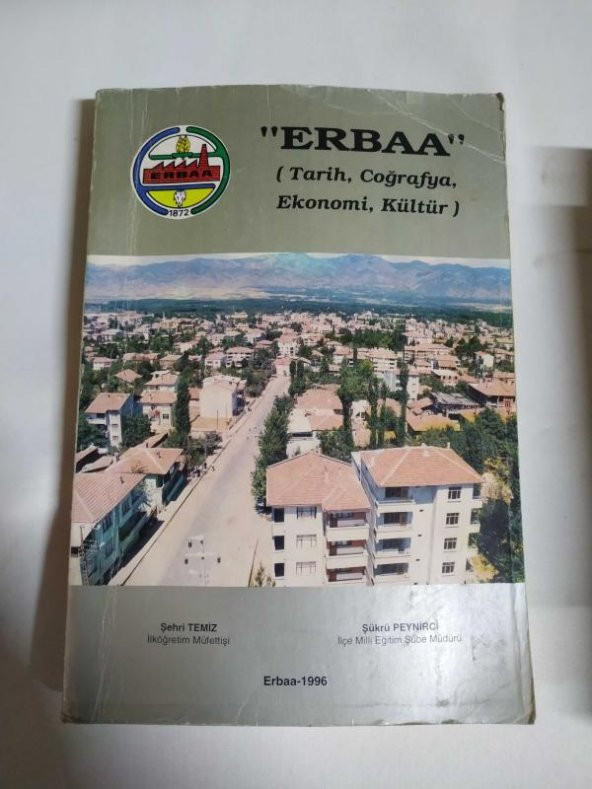 "ERBAA"
( Tarih, Coğrafya,
Ekonomi, Kültür )
ERBAA
1872
Şehri TEMİZ
İlköğretim Müfettişi
Şükrü PEYNİRCİ
İlçe Milli Eğitim Şube Müdürü
Erbaa-1996